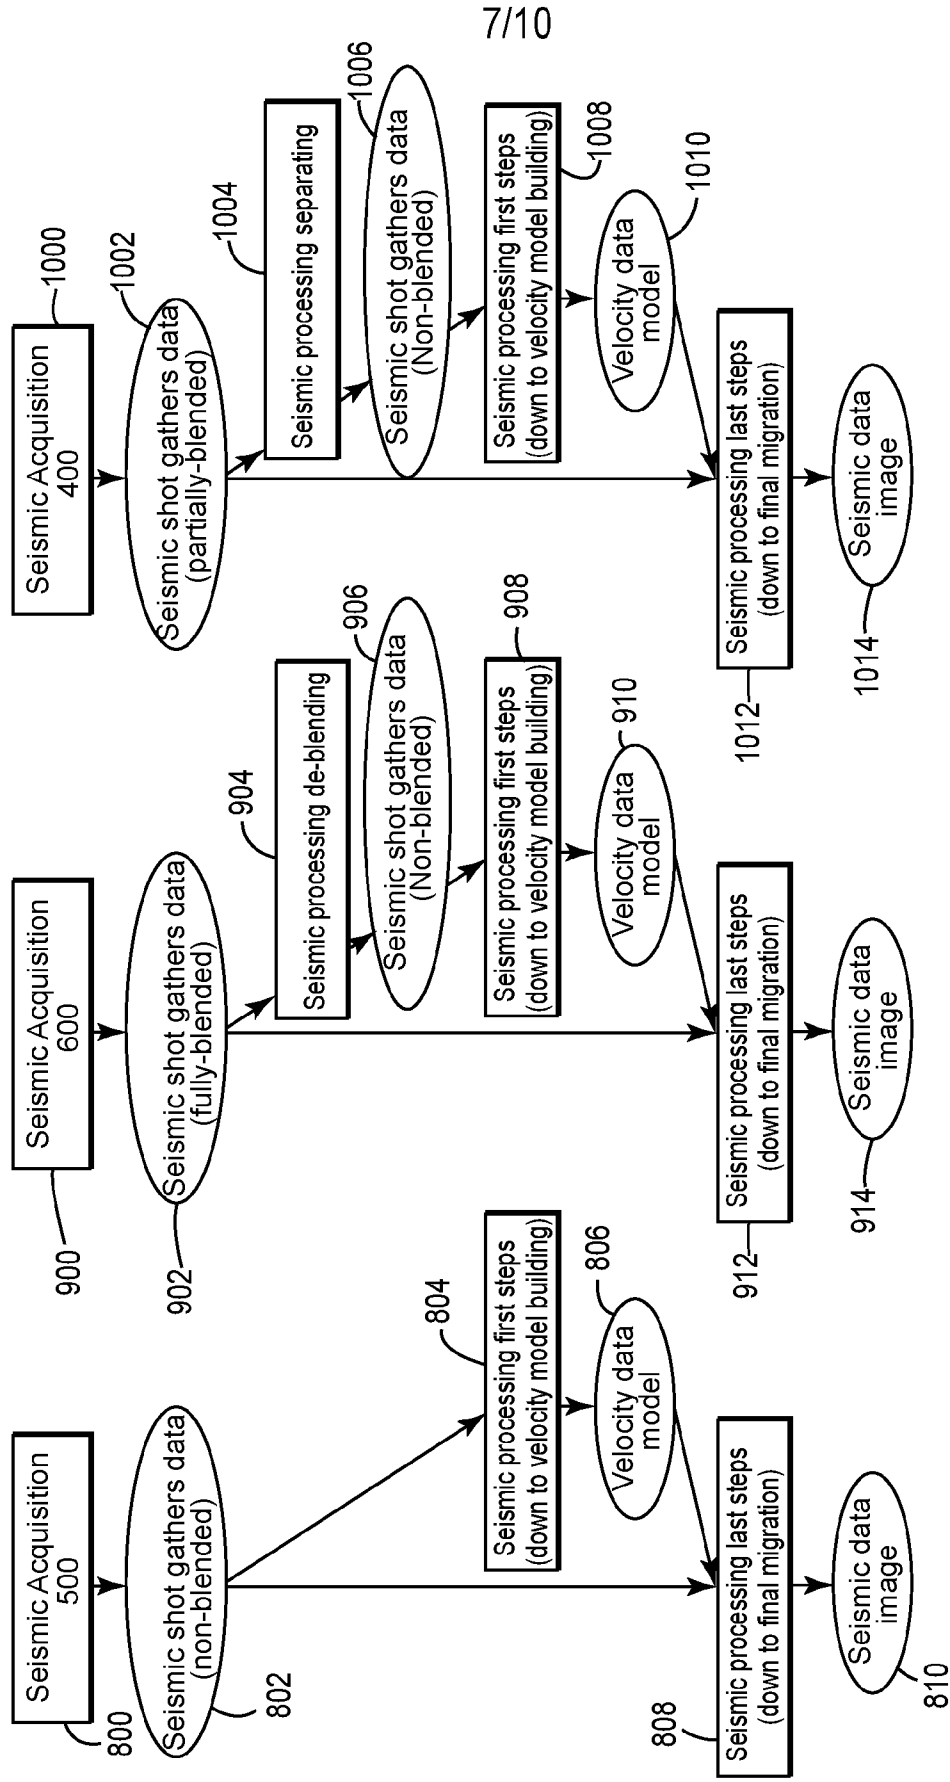 7/10
800
Seismic Acquisition
500
Seismic shot gathers data
(non-blended)
802
804
Seismic processing first steps
(down to velocity model building)
806
Velocity data
model
808
Seismic processing last steps
(down to final migration)
Seismic data
image
810
900
Seismic Acquisition
600
Seismic shot gathers data
(fully-blended)
902
904
Seismic processing de-blending
906
Seismic shot gathers data
(Non-blended)
908
Seismic processing first steps
(down to velocity model building)
910
Velocity data
model
912
Seismic processing last steps
(down to final migration)
Seismic data
image
914
1000
Seismic Acquisition
400
1002
Seismic shot gathers data
(partially-blended)
1004
Seismic processing separating
1006
Seismic shot gathers data
(Non-blended)
Seismic processing first steps
(down to velocity model building)
1008
Velocity data
model
1010
1012
Seismic processing last steps
(down to final migration)
Seismic data
image
1014